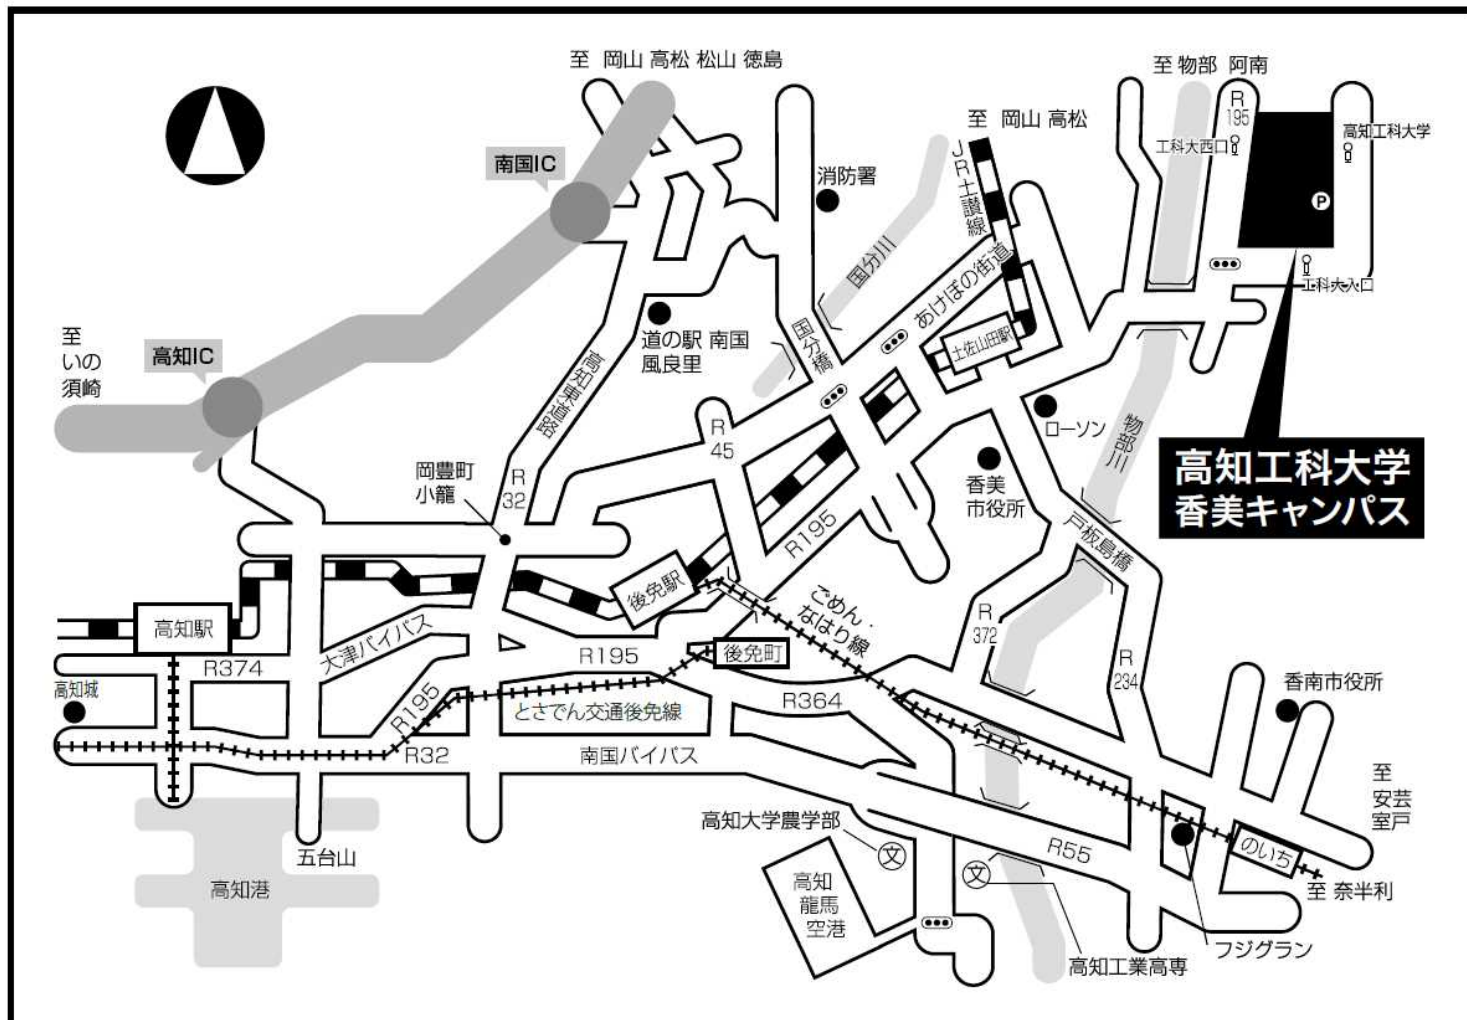 至 岡山 高松 松山 徳島
至 物部 阿南
R
195
至 岡山 高松
高知工科大学
工科大西口
南国IC
消防署
JR土讃線
P
国分川
あけぼの街道
工科大入口
至
いの
須崎
高知IC
道の駅 南国
風良里
国分橋
土佐山田駅
高知東道路
ローソン
物部川
R
45
岡豊町
小籠
R
32
香美
市役所
高知工科大学
香美キャンパス
R195
戸板島橋
後免駅
ごめん・
なはり線
高知駅
大津バイパス
R
372
R374
R195
後免町
R
234
高知城
R195
とさでん交通後免線
R364
香南市役所
R32
南国バイパス
至
安芸
室戸
高知大学農学部
文
R55
のいち
五台山
高知港
高知
龍馬
空港
文
至 奈半利
高知工業高専
フジグラン